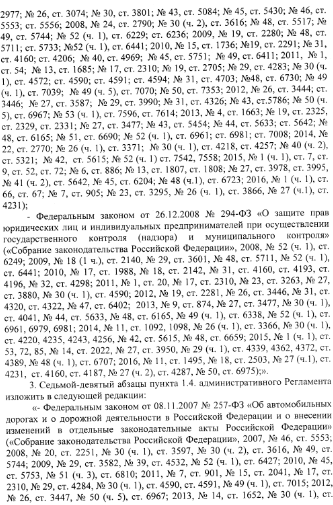 2977; № 26, ст. 3074; № 30, ст. 3801; № 43, ст. 5084; № 45, ст. 5430; № 46, ст.
5553; ст. 5556; 2008, № 24, ст. 2790; № 30 (ч. 2), ст. 3616; № 48, ст. 5517; №
49, ст. 5744; № 52 (ч. 1), ст. 6229; ст. 6236; 2009, № 19, ст. 2280; № 48, ст.
5711; ст. 5733; №52 (ч. 1), ст. 6441; 2010, № 15, ст. 1736; №19, ст. 2291; № 31,
ст. 4160; ст. 4206; № 40, ст. 4969; № 45, ст. 5751; № 49, ст. 6411; 2011, № 1,
ст. 54; № 13, ст. 1685; № 17, ст. 2310; № 19, ст. 2705; № 29, ст. 4283; № 30 (ч.
1), ст. 4572; ст. 4590; ст. 4591; ст. 4594; № 31, ст. 4703; №48, ст. 6730; № 49
(ч. 1), ст. 7039; № 49 (ч. 5), ст. 7070; № 50, ст. 7353; 2012, № 26, ст. 3444; ст.
3446; № 27, ст. 3587; № 29, ст. 3990; № 31, ст. 4326; № 43, ст.5786; № 50 (ч.
5), ст. 6967; № 53 (ч. 1), ст. 7596, ст. 7614; 2013, № 4, ст. 1663; № 19, ст. 2325,
ст. 2329, ст. 2331; № 27, ст. 3477; № 43, ст. 5454; № 44, ст. 5633; ст. 5642; №
48, ст. 6165; № 51, ст. 6690; № 52 (ч. 1), ст. 6961; ст. 6981; ст. 7008; 2014, №
22, ст. 2770; № 26 (ч. 1), ст. 3371; № 30 (ч. 1), ст. 4218, ст. 4257; № 40 (ч. 2),
ст. 5321; № 42, ст. 5615; № 52 (ч.1) ст. 7542, 7558; 2015, № 1 (ч. 1), ст. 7, ст.
9, ст. 52, ст. 72; № 6, ст. 886; № 13, ст. 1807, ст. 1808; № 27, ст. 3978, ст. 3995,
№ 41 (ч. 2), ст. 5642, № 45, ст. 6204, № 48 (ч.1), ст. 6723; 2016, № 1 (ч.1), ст.
66, ст. 67; № 7, ст. 905; № 23, ст. 3295, № 26 (ч. 1), ст. 3866, № 27 (ч.1), ст.
4231);
- Федеральным законом от 26.12.2008 № 294-ФЗ «О защите прав
юридических лиц и индивидуальных предпринимателей при осуществлении
государственного контроля (надзора) и муниципального контроля»
(«Собрание законодательства Российской Федерации», 2008, № 52 (ч. 1), ст.
6249; 2009, № 18 (1 ч.), ст. 2140, № 29, ст. 3601, № 48, ст. 5711, № 52 (ч. 1),
ст. 6441; 2010, № 17, ст. 1988, № 18, ст. 2142, № 31, ст. 4160, ст. 4193, ст.
4196, № 32, ст. 4298; 2011, № 1, ст. 20, № 17, ст. 2310, № 23, ст. 3263, № 27,
ст. 3880, № 30 (ч. 1), ст. 4590; 2012, № 19, ст. 2281, № 26, ст. 3446, № 31, ст.
4320, ст. 4322, № 47, ст. 6402; 2013, № 9, ст. 874, № 27, ст. 3477, № 30 (ч. 1),
ст. 4041, № 44, ст. 5633, № 48, ст. 6165, № 49 (ч. 1), ст. 6338, № 52 (ч. 1), ст.
6961, 6979, 6981; 2014, № 11, ст. 1092, 1098, № 26 (ч. 1), ст. 3366, № 30 (ч. 1),
ст. 4220, 4235, 4243, 4256, № 42, ст. 5615, № 48, ст. 6659; 2015, № 1 (ч. 1), ст.
53, 72, 85, № 14, ст. 2022, № 27, ст. 3950, № 29 (ч. 1), ст. 4339, 4362, 4372, ст.
4389, № 48 (ч. 1), ст. 6707; 2016, № 11, ст. 1495, № 18, ст. 2503, № 27 (ч.1), ст.
4231, ст. 4160, ст. 4187, № 27 (ч. 2), ст. 4287, № 50, ст. 6975);».
3. Седьмой-девятый абзацы пункта 1.4. административного Регламента
изложить в следующей редакции:
«- Федеральным законом от 08.11.2007 № 257-ФЗ «Об автомобильных
дорогах и о дорожной деятельности в Российской Федерации и о внесении
изменений в отдельные законодательные акты Российской Федерации»
(«Собрание законодательства Российской Федерации», 2007, № 46, ст. 5553;
2008, № 20, ст. 2251, № 30 (ч. 1), ст. 3597, № 30 (ч. 2), ст. 3616, № 49, ст.
5744; 2009, № 29, ст. 3582, № 39, ст. 4532, № 52 (ч. 1), ст. 6427; 2010, № 45,
ст. 5753, № 51 (ч. 3), ст. 6810; 2011, № 7, ст. 901, № 15, ст. 2041, № 17, ст.
2310, № 29, ст. 4284, № 30 (ч. 1), ст. 4590, ст. 4591, № 49 (ч. 1), ст. 7015; 2012,
№ 26, ст. 3447, № 50 (ч. 5), ст. 6967; 2013, № 14, ст. 1652, № 30 (ч. 1), ст.